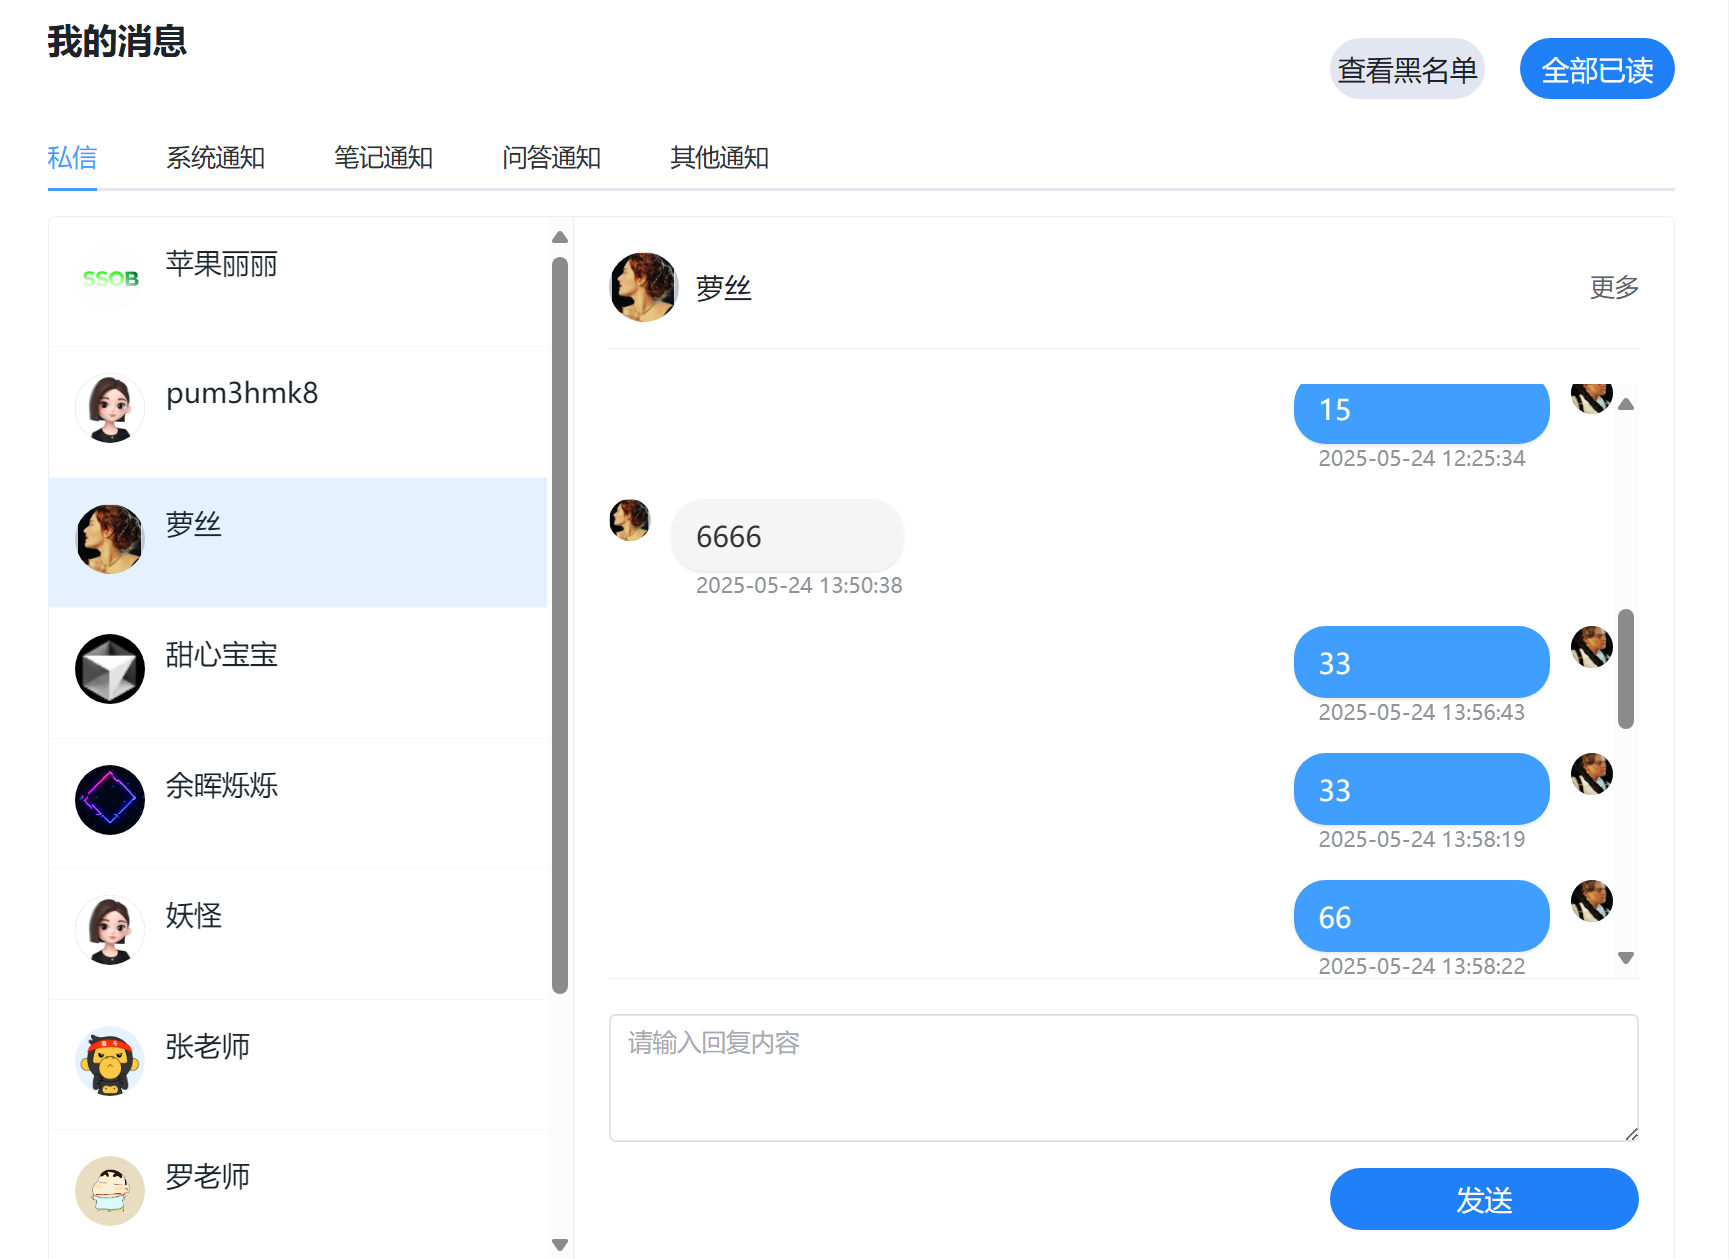 我的消息
查看黑名单
全部已读
私信
系统通知
笔记通知
问答通知
其他通知
SSOB
苹果丽丽
pum3hmk8
萝丝
甜心宝宝
余晖烁烁
妖怪
张老师
罗老师
萝丝
更多
15
2025-05-24 12:25:34
6666
2025-05-24 13:50:38
33
2025-05-24 13:56:43
33
2025-05-24 13:58:19
66
2025-05-24 13:58:22
请输入回复内容
发送